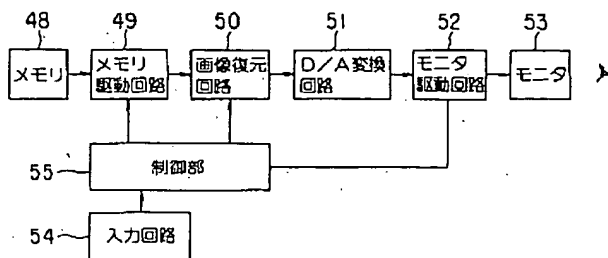 48
49
50
51
52
53
メモリ
メモリ
駆動回路
画像復元
回路
D/A変換
回路
モニタ
駆動回路
モニタ
55
制御部
54
入力回路